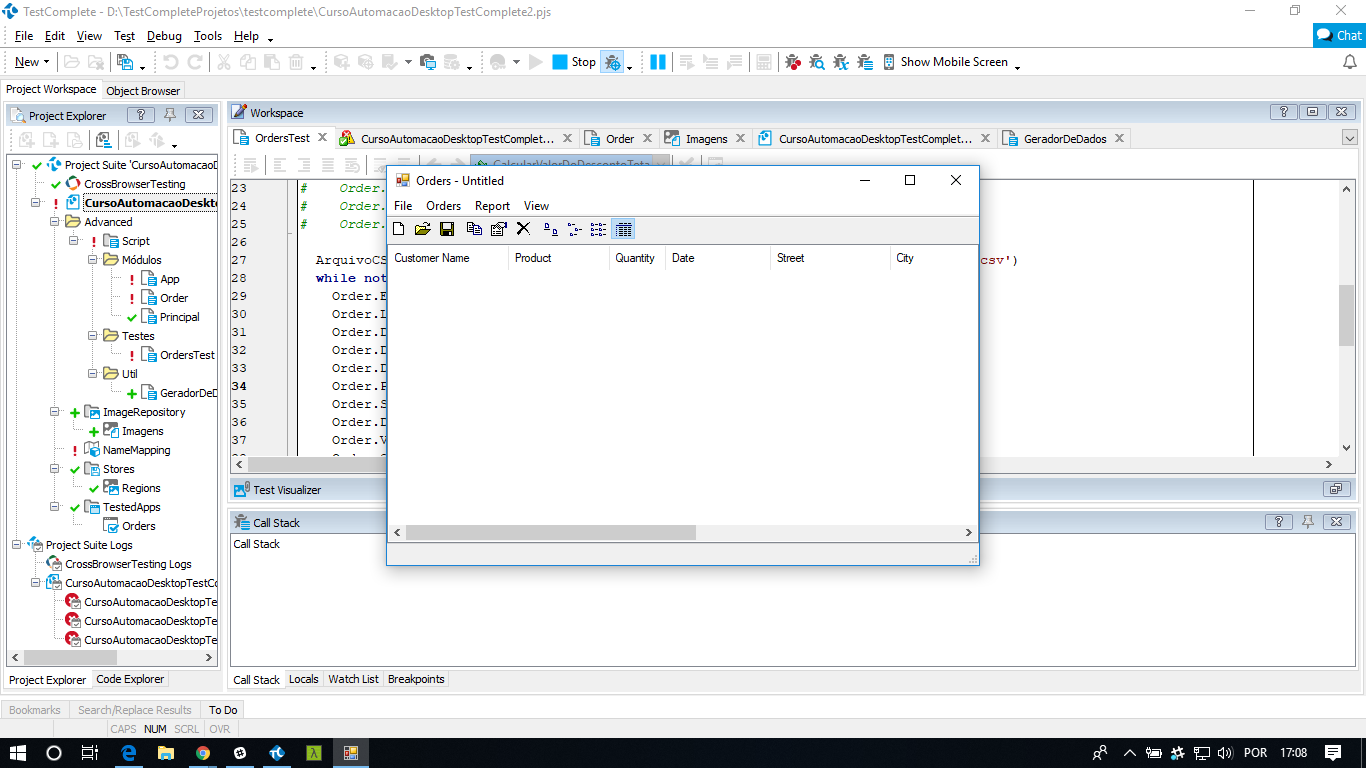 TestComplete - D:\TestCompleteProjetos\testcomplete\CursoAutomacaoDesktopTestComplete2.pjs
File Edit View Test Debug Tools Help
Chat
New Stop Show Mobile Screen
Project Workspace Object Browser
Project Explorer
Project Suite 'CursoAutomacaoD
CrossBrowserTesting
CursoAutomacaoDeskto
Advanced
Script
Módulos
App
Order
Principal
Testes
OrdersTest
Util
GeradorDeD
ImageRepository
Imagens
NameMapping
Stores
Regions
TestedApps
Orders
Project Suite Logs
CrossBrowserTesting Logs
CursoAutomacaoDesktopTestCo
CursoAutomacaoDesktopTe
CursoAutomacaoDesktopTe
CursoAutomacaoDesktopTe
Project Explorer Code Explorer
Workspace
OrdersTest CursoAutomacaoDesktopTestComplet... Order Imagens CursoAutomacaoDesktopTestComplet... GeradorDeDados
23 # Order.
24 # Order.
25 # Order.
26
27 ArquivoCS csv')
28 while not
29 Order.E
30 Order.I
31 Order.D
32 Order.D
33 Order.D
34 Order.F
35 Order.S
36 Order.D
37 Order.V
Orders - Untitled
File Orders Report View
Customer Name Product Quantity Date Street City
Test Visualizer
Call Stack
Call Stack
Call Stack Locals Watch List Breakpoints
Bookmarks Search/Replace Results To Do
CAPS NUM SCRL OVR
POR 17:08